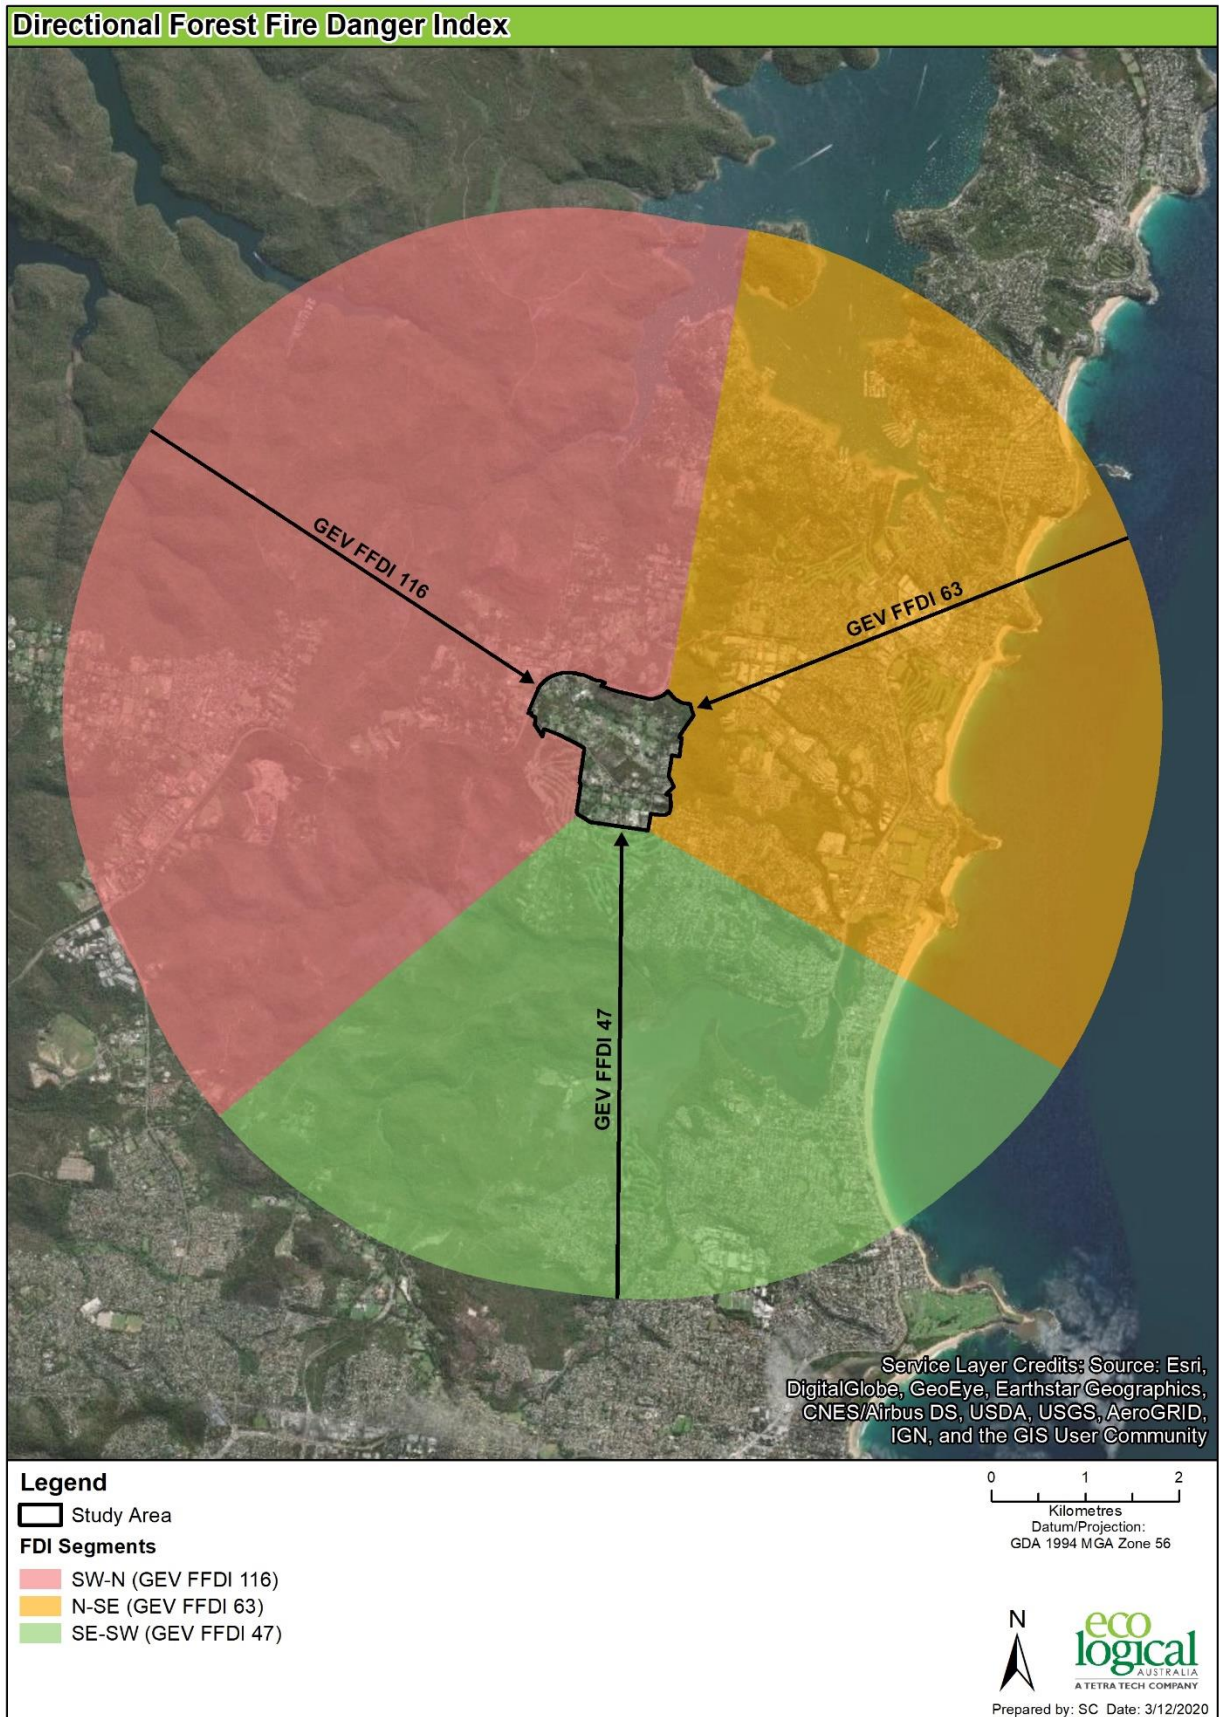 Directional Forest Fire Danger Index
GEV FFDI 116
GEV FFDI 63
GEV FFDI 47
Service Layer Credits: Source: Esri,
DigitalGlobe, GeoEye, Earthstar Geographics,
CNES/Airbus DS, USDA, USGS, AeroGRID,
IGN, and the GIS User Community
Legend
Study Area
FDI Segments
SW-N (GEV FFDI 116)
N-SE (GEV FFDI 63)
SE-SW (GEV FFDI 47)
0 1 2
Kilometres
Datum/Projection:
GDA 1994 MGA Zone 56
N
eco
logical
AUSTRALIA
A TETRA TECH COMPANY
Prepared by: SC Date: 3/12/2020